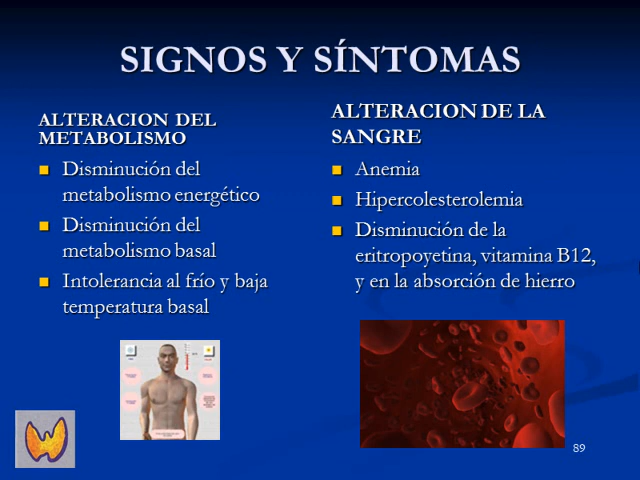 SIGNOS Y SÍNTOMAS
ALTERACION DEL
METABOLISMO
Disminución del
metabolismo energético
Disminución del
metabolismo basal
Intolerancia al frío y baja
temperatura basal
ALTERACION DE LA
SANGRE
Anemia
Hipercolesterolemia
Disminución de la
eritropoyetina, vitamina B12,
y en la absorción de hierro
89